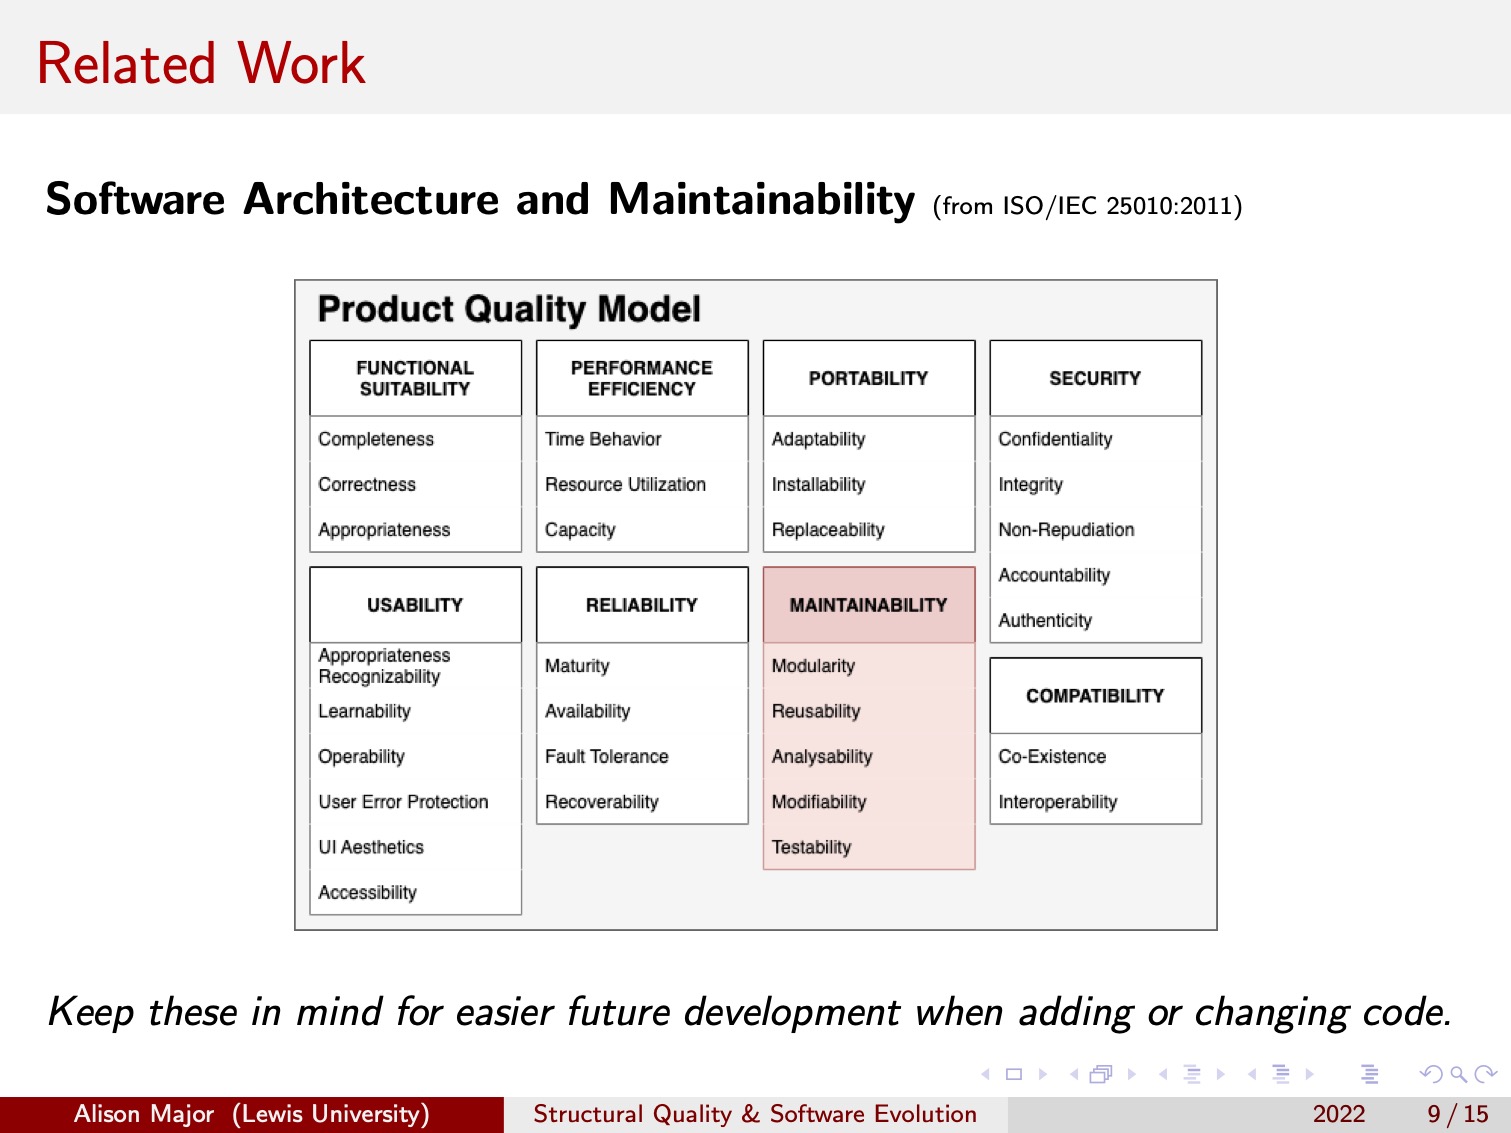 Related Work
Software Architecture and Maintainability (from ISO/IEC 25010:2011)
Product Quality Model
FUNCTIONAL
SUITABILITY
Completeness
Correctness
Appropriateness
PERFORMANCE
EFFICIENCY
Time Behavior
Resource Utilization
Capacity
PORTABILITY
Adaptability
Installability
Replaceability
SECURITY
Confidentiality
Integrity
Non-Repudiation
Accountability
Authenticity
USABILITY
Appropriateness
Recognizability
Learnability
Operability
User Error Protection
UI Aesthetics
Accessibility
RELIABILITY
Maturity
Availability
Fault Tolerance
Recoverability
MAINTAINABILITY
Modularity
Reusability
Analysability
Modifiability
Testability
COMPATIBILITY
Co-Existence
Interoperability
Keep these in mind for easier future development when adding or changing code.
Alison Major (Lewis University)
Structural Quality & Software Evolution
2022
9 / 15